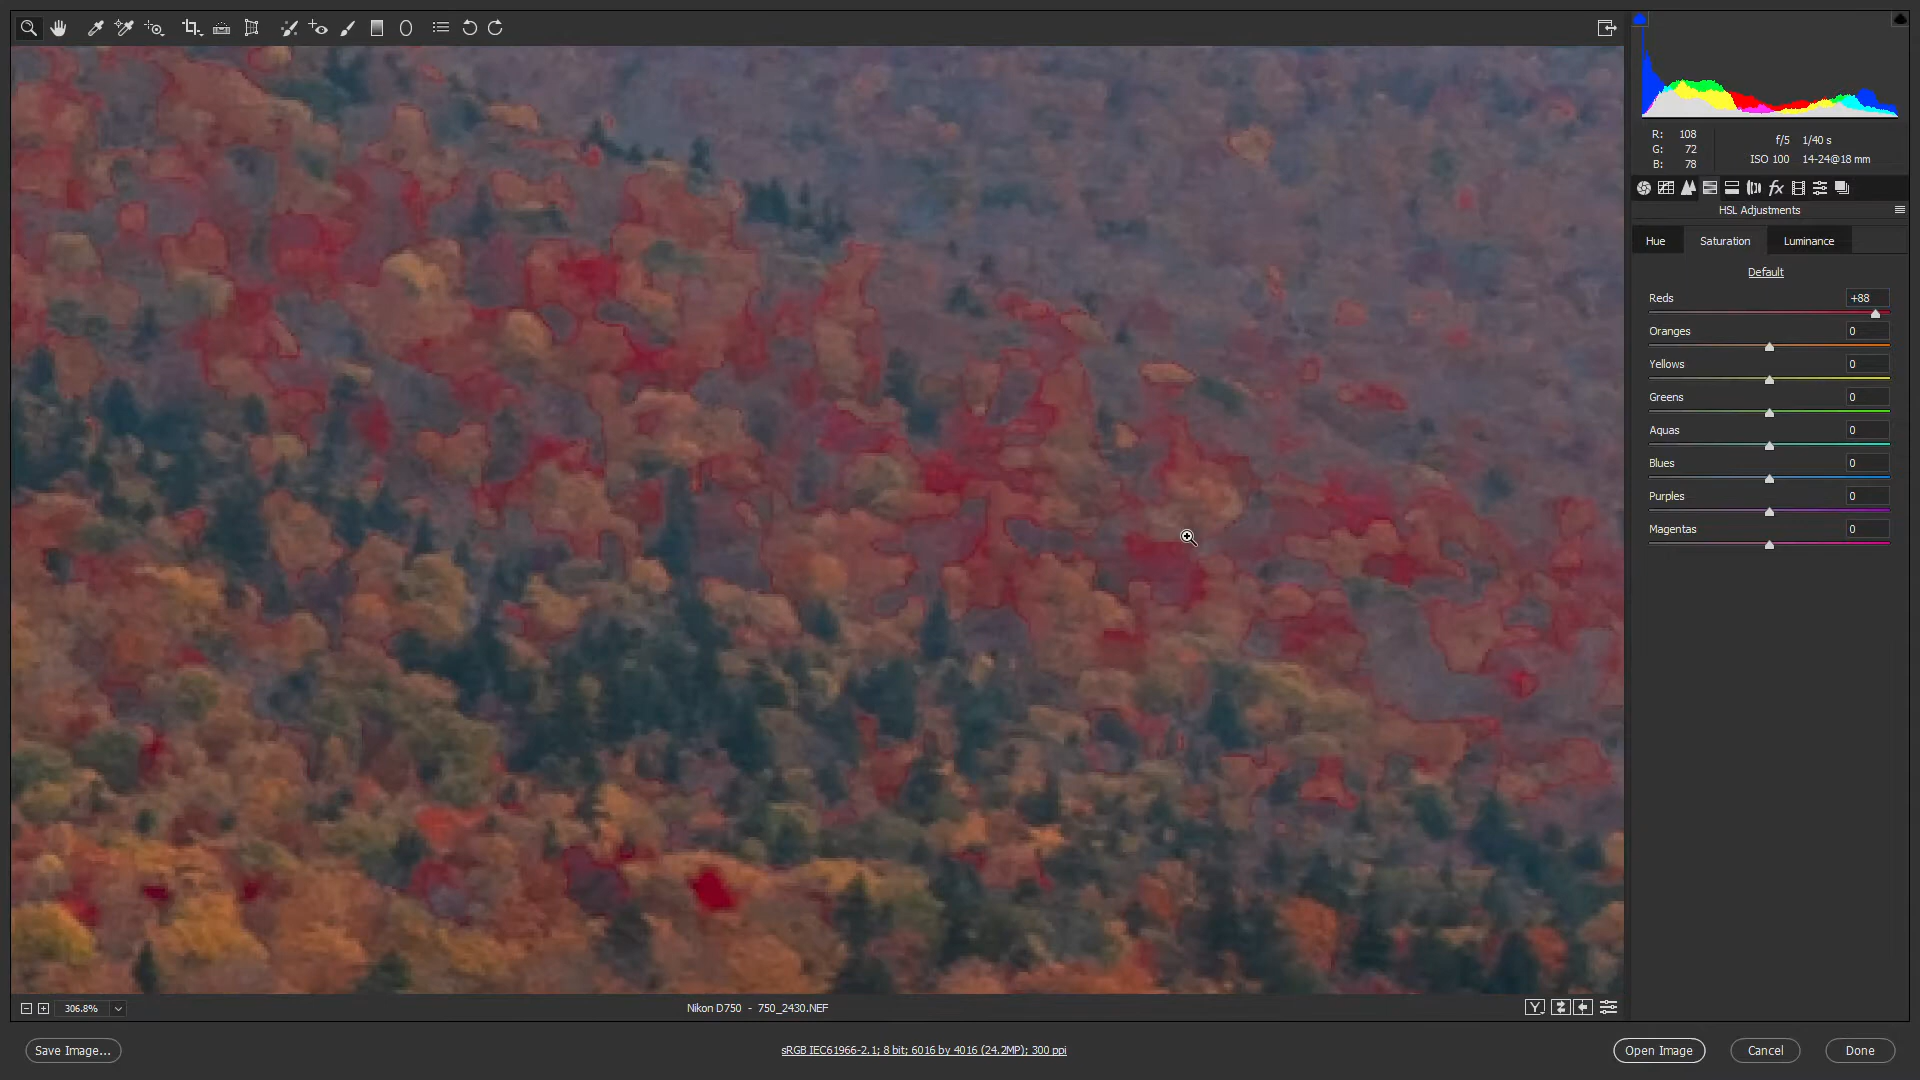 R: 108
G: 72
B: 78
f/5 1/40 s
ISO 100 14-24@18 mm
fx
HSL Adjustments
Hue Saturation Luminance
Default
Reds +88
Oranges 0
Yellows 0
Greens 0
Aquas 0
Blues 0
Purples 0
Magentas 0
306.8%
Nikon D750 - 750_2430.NEF
Y
Save Image...
sRGB IEC61966-2.1; 8 bit; 6016 by 4016 (24.2MP); 300 ppi
Open Image
Cancel
Done